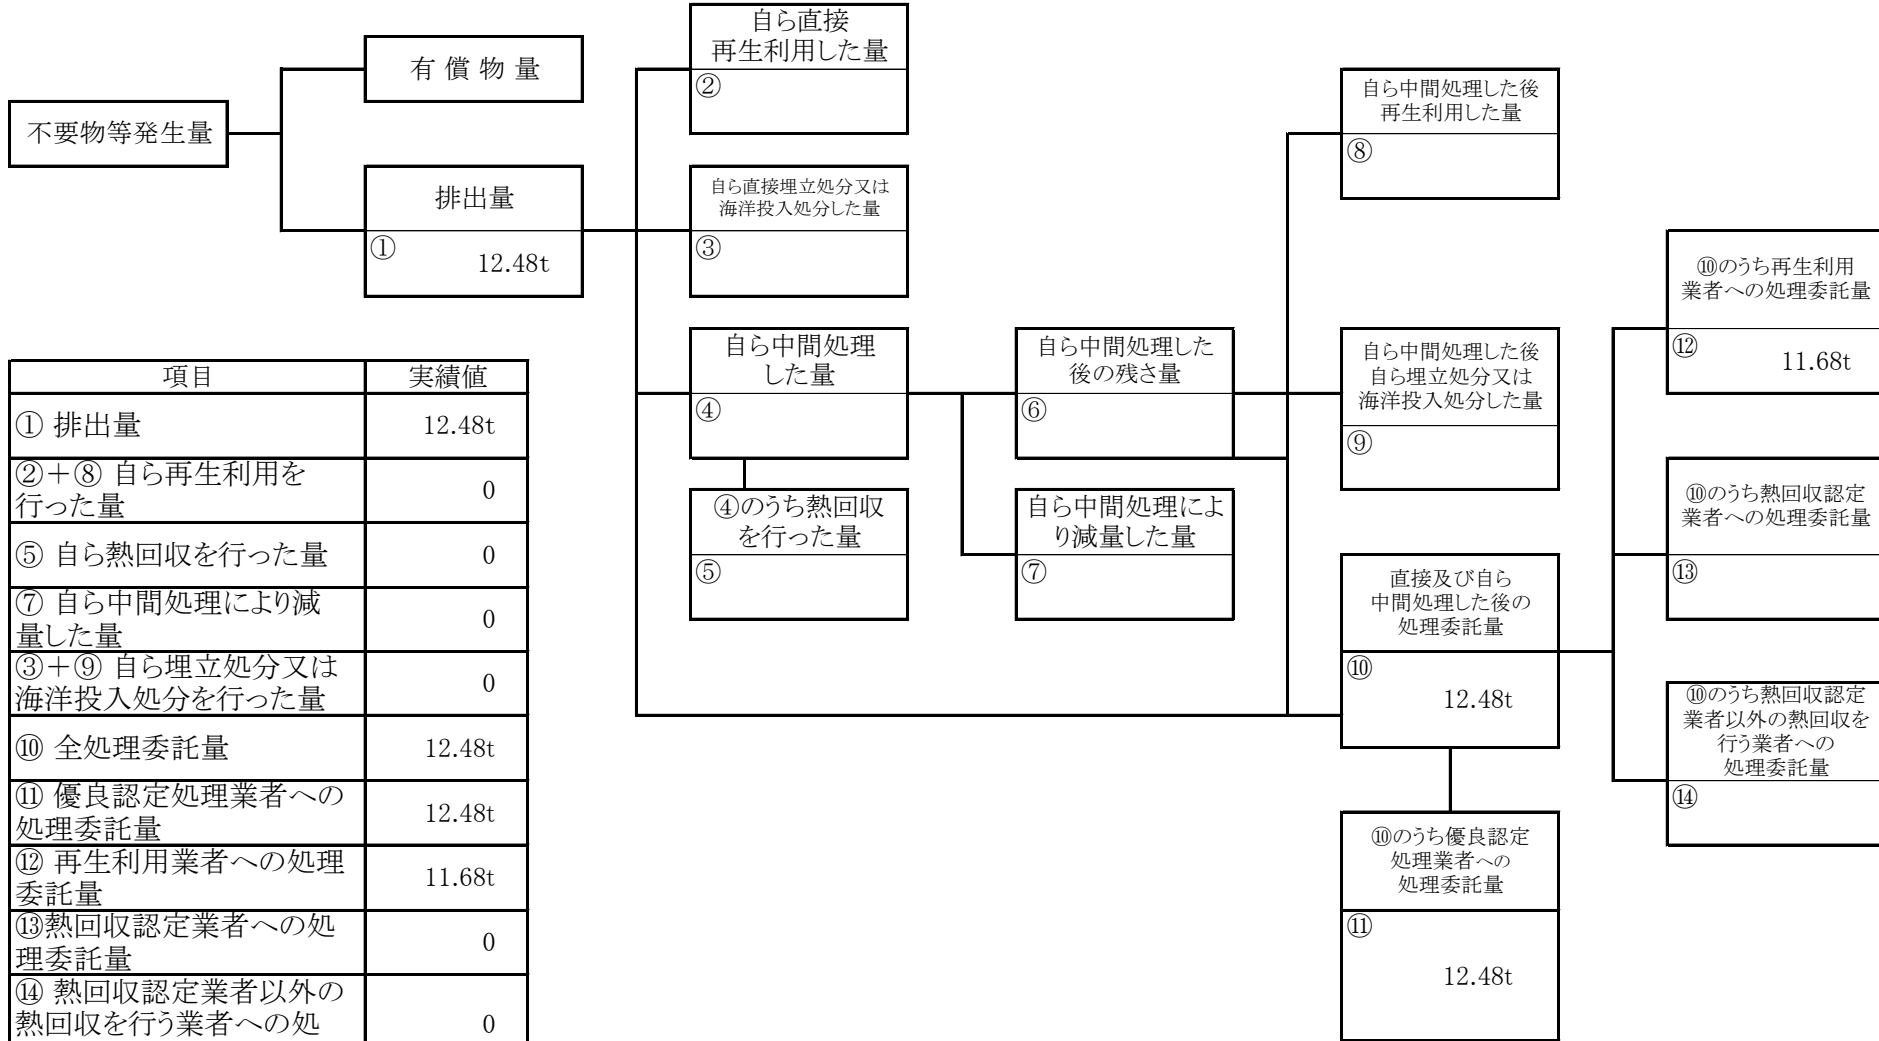 不要物等発生量
有償物量
排出量
①
12.48t
自ら直接
再生利用した量
②
自ら直接埋立処分又は
海洋投入処分した量
③
自ら中間処理
した量
④
④のうち熱回収
を行った量
⑤
自ら中間処理した
後の残さ量
⑥
自ら中間処理によ
り減量した量
⑦
自ら中間処理した後
再生利用した量
⑧
自ら中間処理した後
自ら埋立処分又は
海洋投入処分した量
⑨
直接及び自ら
中間処理した後の
処理委託量
⑩
12.48t
⑩のうち優良認定
処理業者への
処理委託量
⑪
12.48t
⑩のうち再生利用
業者への処理委託量
⑫
11.68t
⑩のうち熱回収認定
業者への処理委託量
⑬
⑩のうち熱回収認定
業者以外の熱回収を
行う業者への
処理委託量
⑭
項目 実績値
① 排出量 12.48t
②+⑧ 自ら再生利用を
行った量 0
⑤ 自ら熱回収を行った量 0
⑦ 自ら中間処理により減
量した量 0
③+⑨ 自ら埋立処分又は
海洋投入処分を行った量 0
⑩ 全処理委託量 12.48t
⑪ 優良認定処理業者への
処理委託量 12.48t
⑫ 再生利用業者への処理
委託量 11.68t
⑬熱回収認定業者への処
理委託量 0
⑭ 熱回収認定業者以外の
熱回収を行う業者への処 0